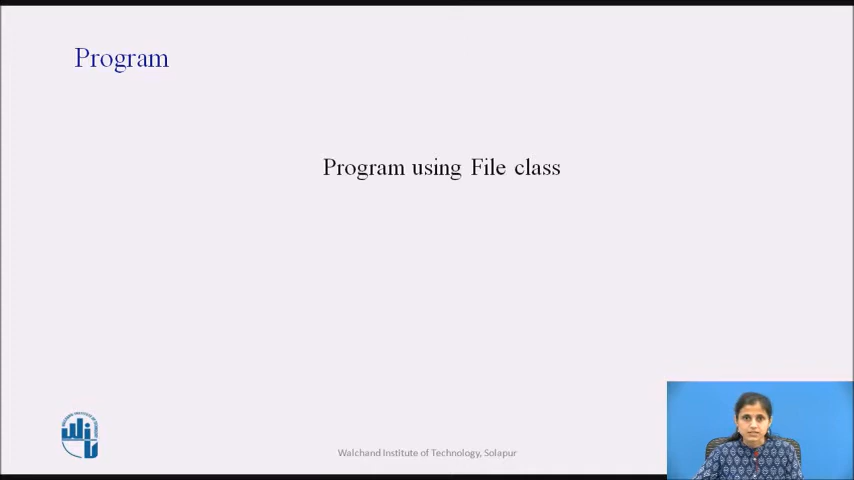 Program
Program using File class
Walchand Institute of Technology, Solapur